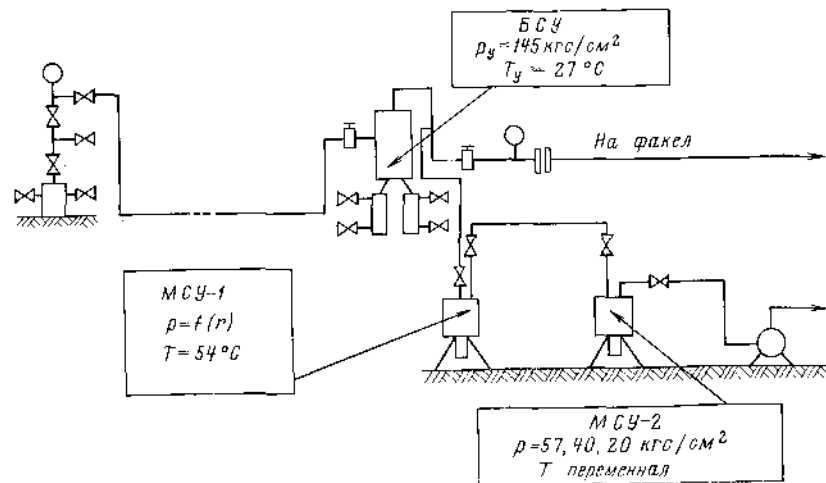 БСУ
pу=145 кгс/см²
Tу=27°C
На факел
МСУ-1
p=f(r)
T=54°C
МСУ-2
p=57,40,20 кгс/см²
T переменная